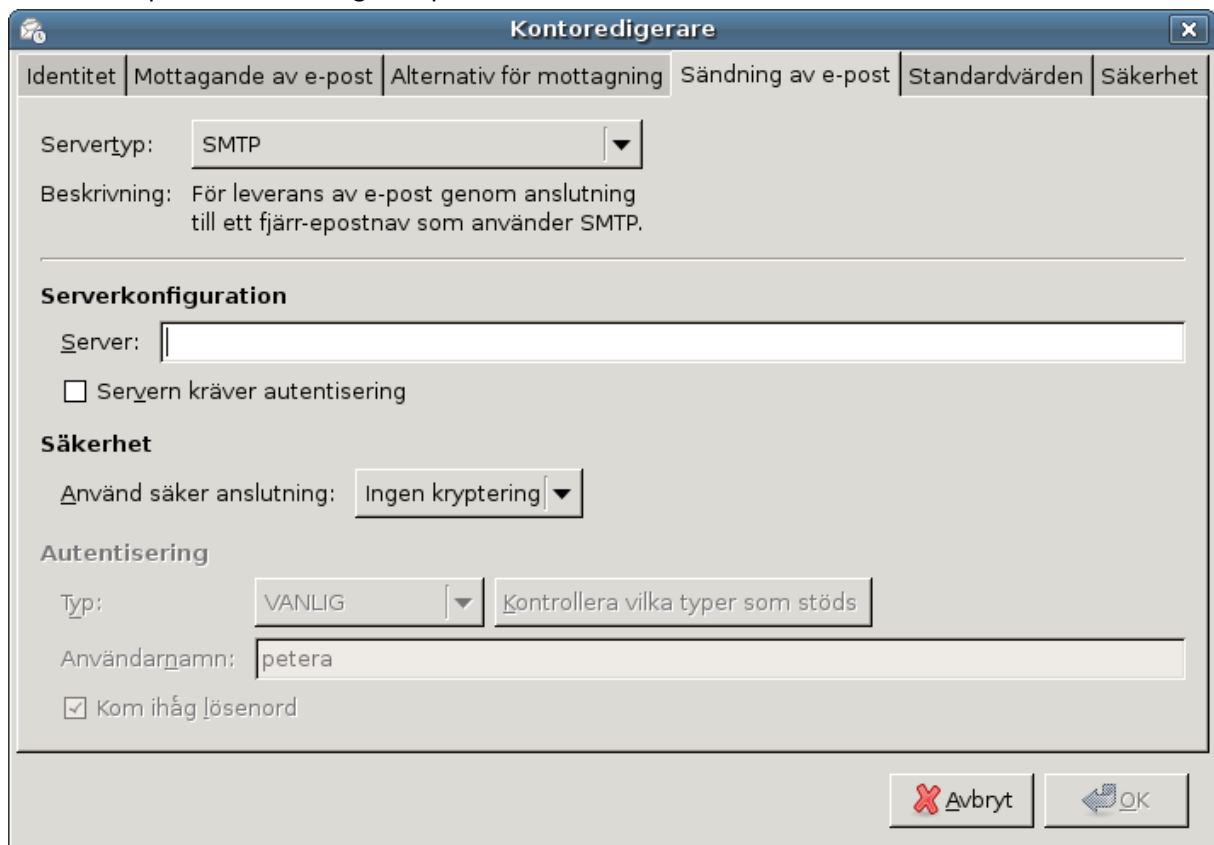 Kontoredigerare
Identitet Mottagande av e-post Alternativ för mottagning Sändning av e-post Standardvärden Säkerhet
Servertyp: SMTP
Beskrivning: För leverans av e-post genom anslutning
till ett fjärr-epostnav som använder SMTP.
Serverkonfiguration
Server:
Servern kräver autentisering
Säkerhet
Använd säker anslutning: Ingen kryptering
Autentisering
Typ: VANLIG Kontrollera vilka typer som stöds
Användarnamn: petera
Kom ihåg lösenord
Avbryt OK